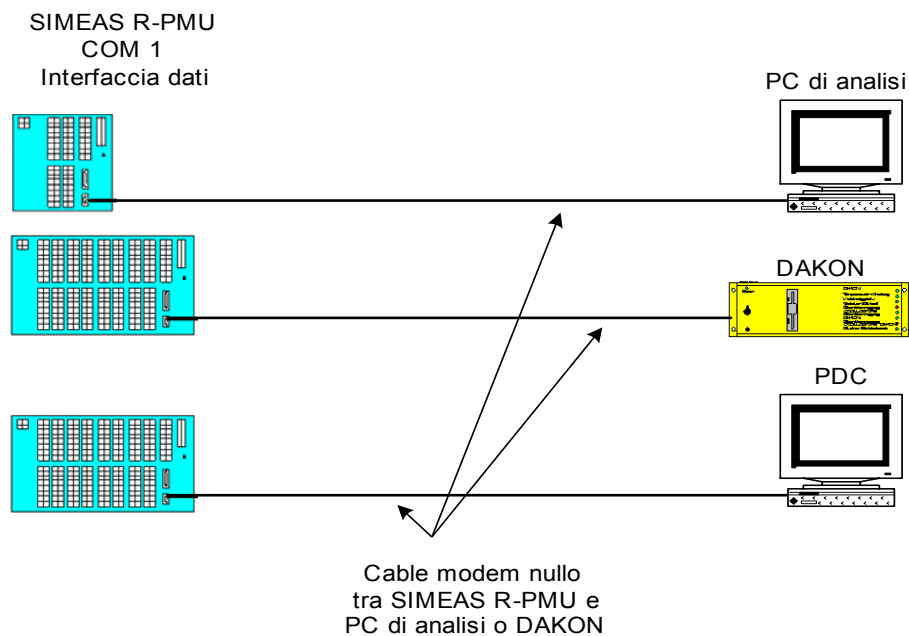 SIMEAS R-PMU
COM 1
Interfaccia dati
PC di analisi
DAKON
PDC
Cable modem nullo
tra SIMEAS R-PMU e
PC di analisi o DAKON